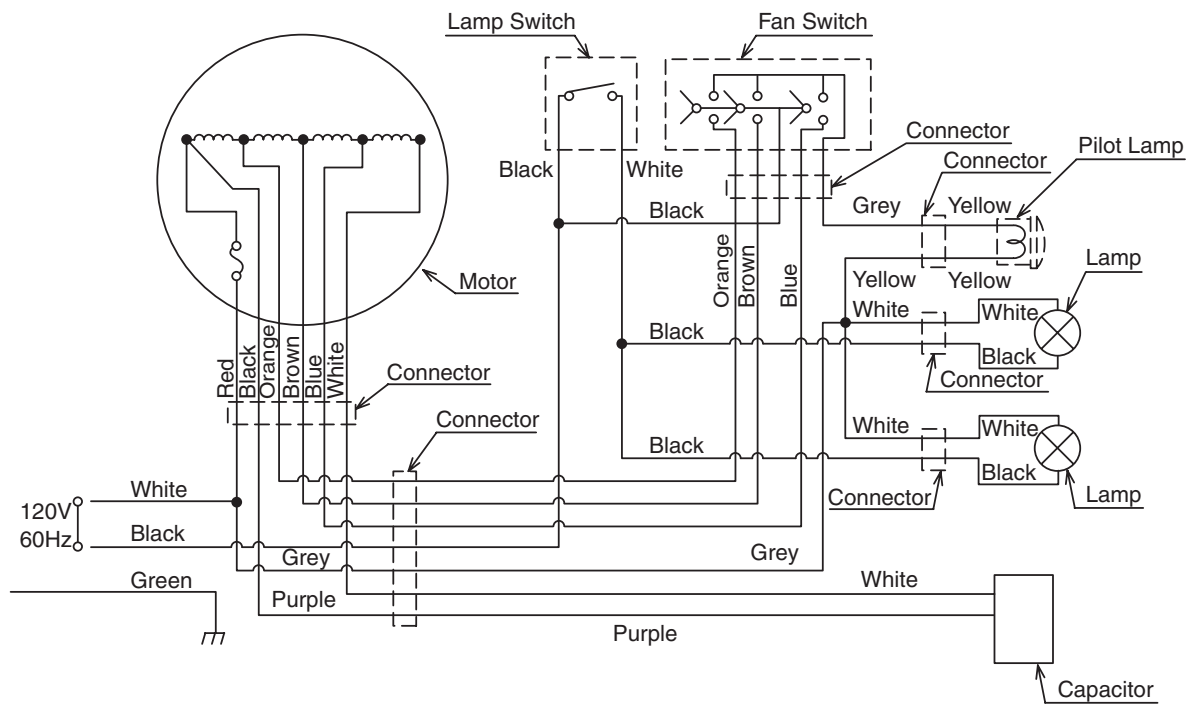 Lamp Switch
Fan Switch
Connector
Connector
Pilot Lamp
Black
White
Black
Grey
Yellow
Orange
Brown
Blue
Motor
Yellow
Yellow
Lamp
White
White
Black
Black
Connector
Red
Black
Orange
Brown
Blue
White
Connector
Connector
White
White
Black
Black
Connector
Lamp
White
120V
60Hz
Black
Grey
Grey
Green
White
Purple
Purple
Capacitor